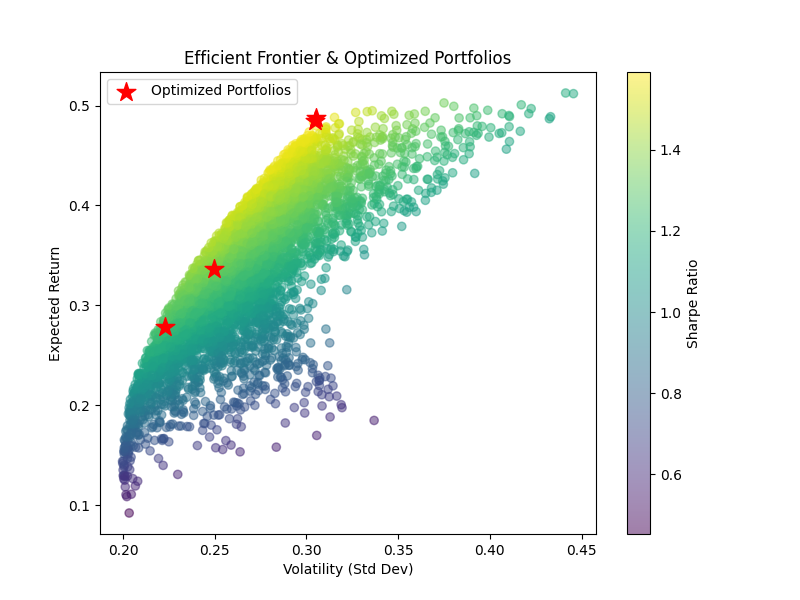 Efficient Frontier & Optimized Portfolios
Optimized Portfolios
0.5
0.4
0.3
0.2
0.1
Expected Return
0.20 0.25 0.30 0.35 0.40 0.45
Volatility (Std Dev)
1.4
1.2
1.0
0.8
0.6
Sharpe Ratio